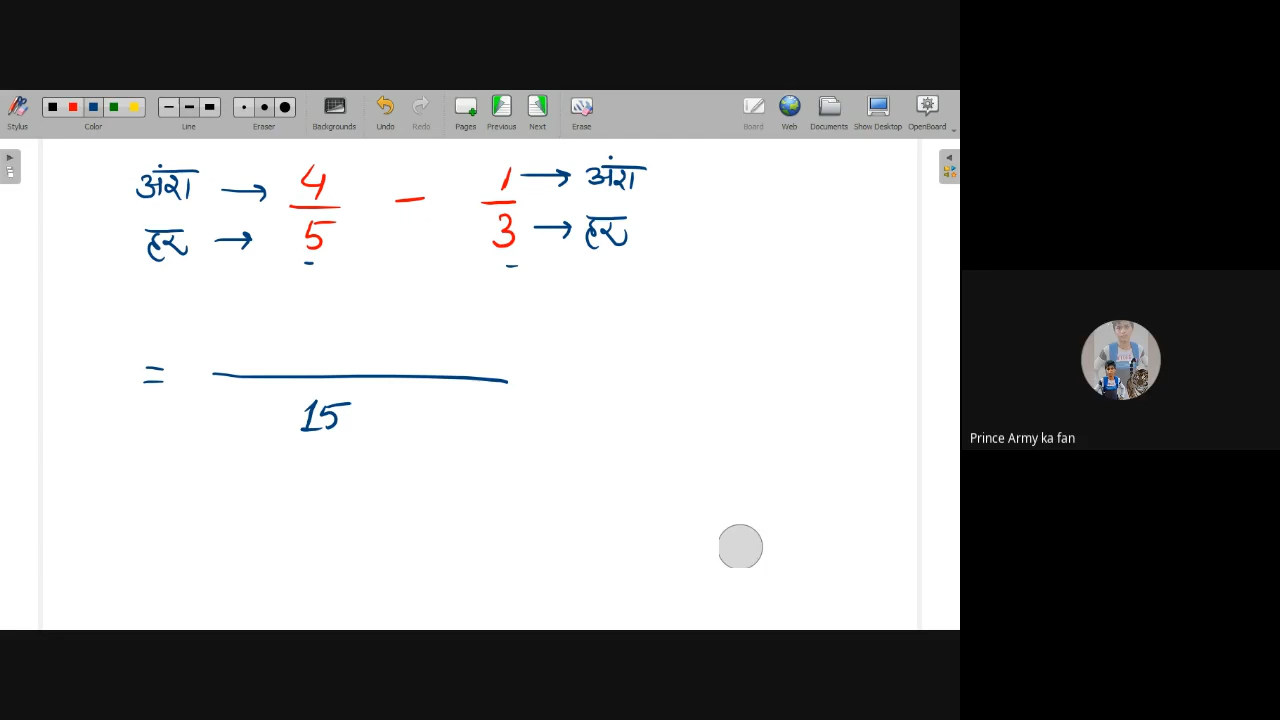 Stylus Color Line Eraser Backgrounds Undo Redo Pages Previous Next Erase Board Web Documents Show Desktop OpenBoard
अंश → 4 − 1 → अंश
हर → 5 3 → हर
=
15
Prince Army ka fan